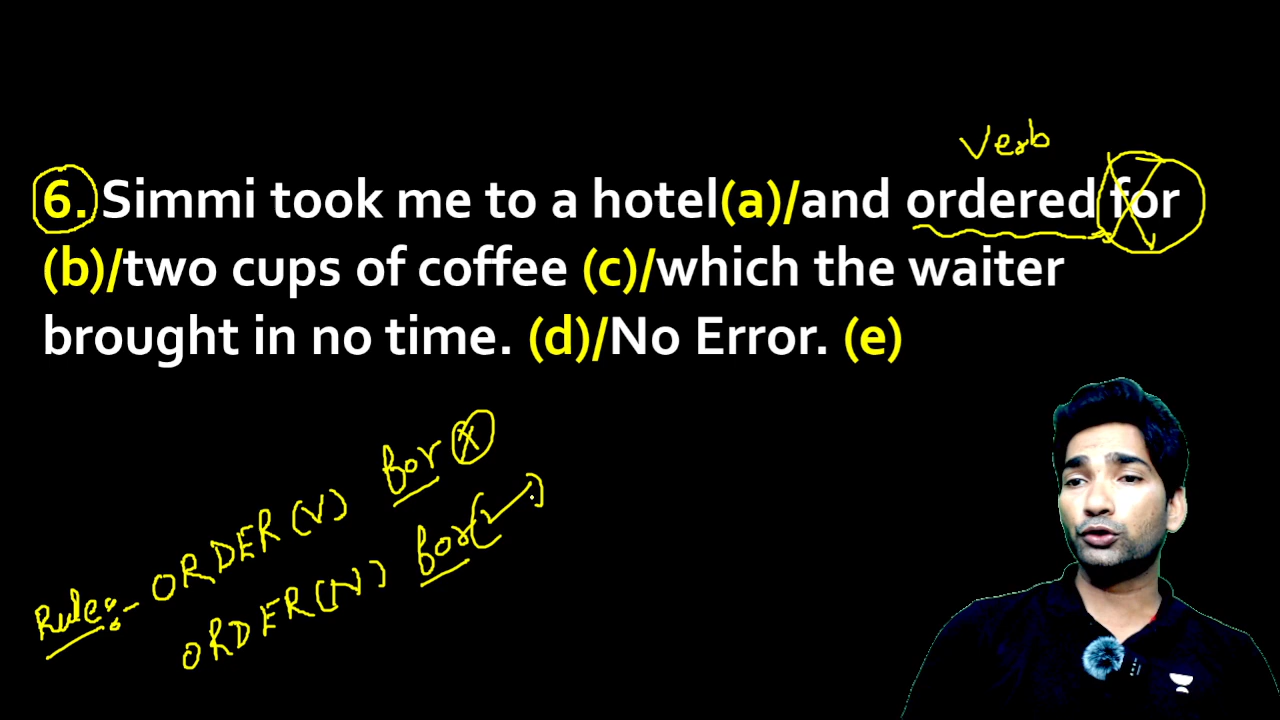 Verb
6. Simmi took me to a hotel(a)/and ordered for
(b)/two cups of coffee (c)/which the waiter
brought in no time. (d)/No Error. (e)
Rule:- ORDER (V) for
ORDER (N) for